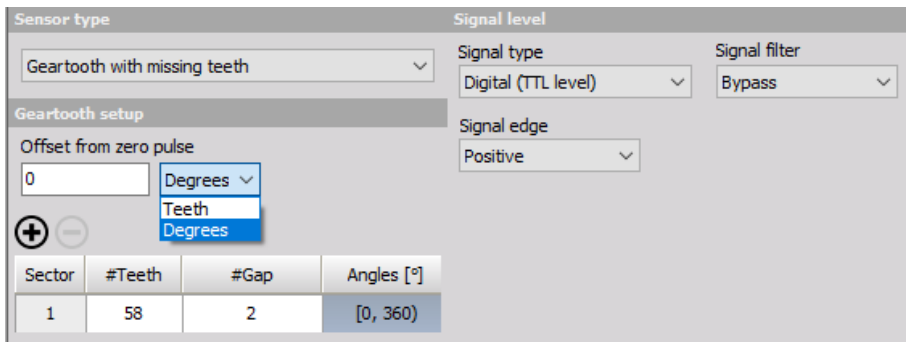 Sensor type
Geartooth with missing teeth
Geartooth setup
Offset from zero pulse
0 Degrees
Teeth
Degrees
Sector #Teeth #Gap Angles [°]
1 58 2 [0, 360)
Signal level
Signal type Signal filter
Digital (TTL level) Bypass
Signal edge
Positive